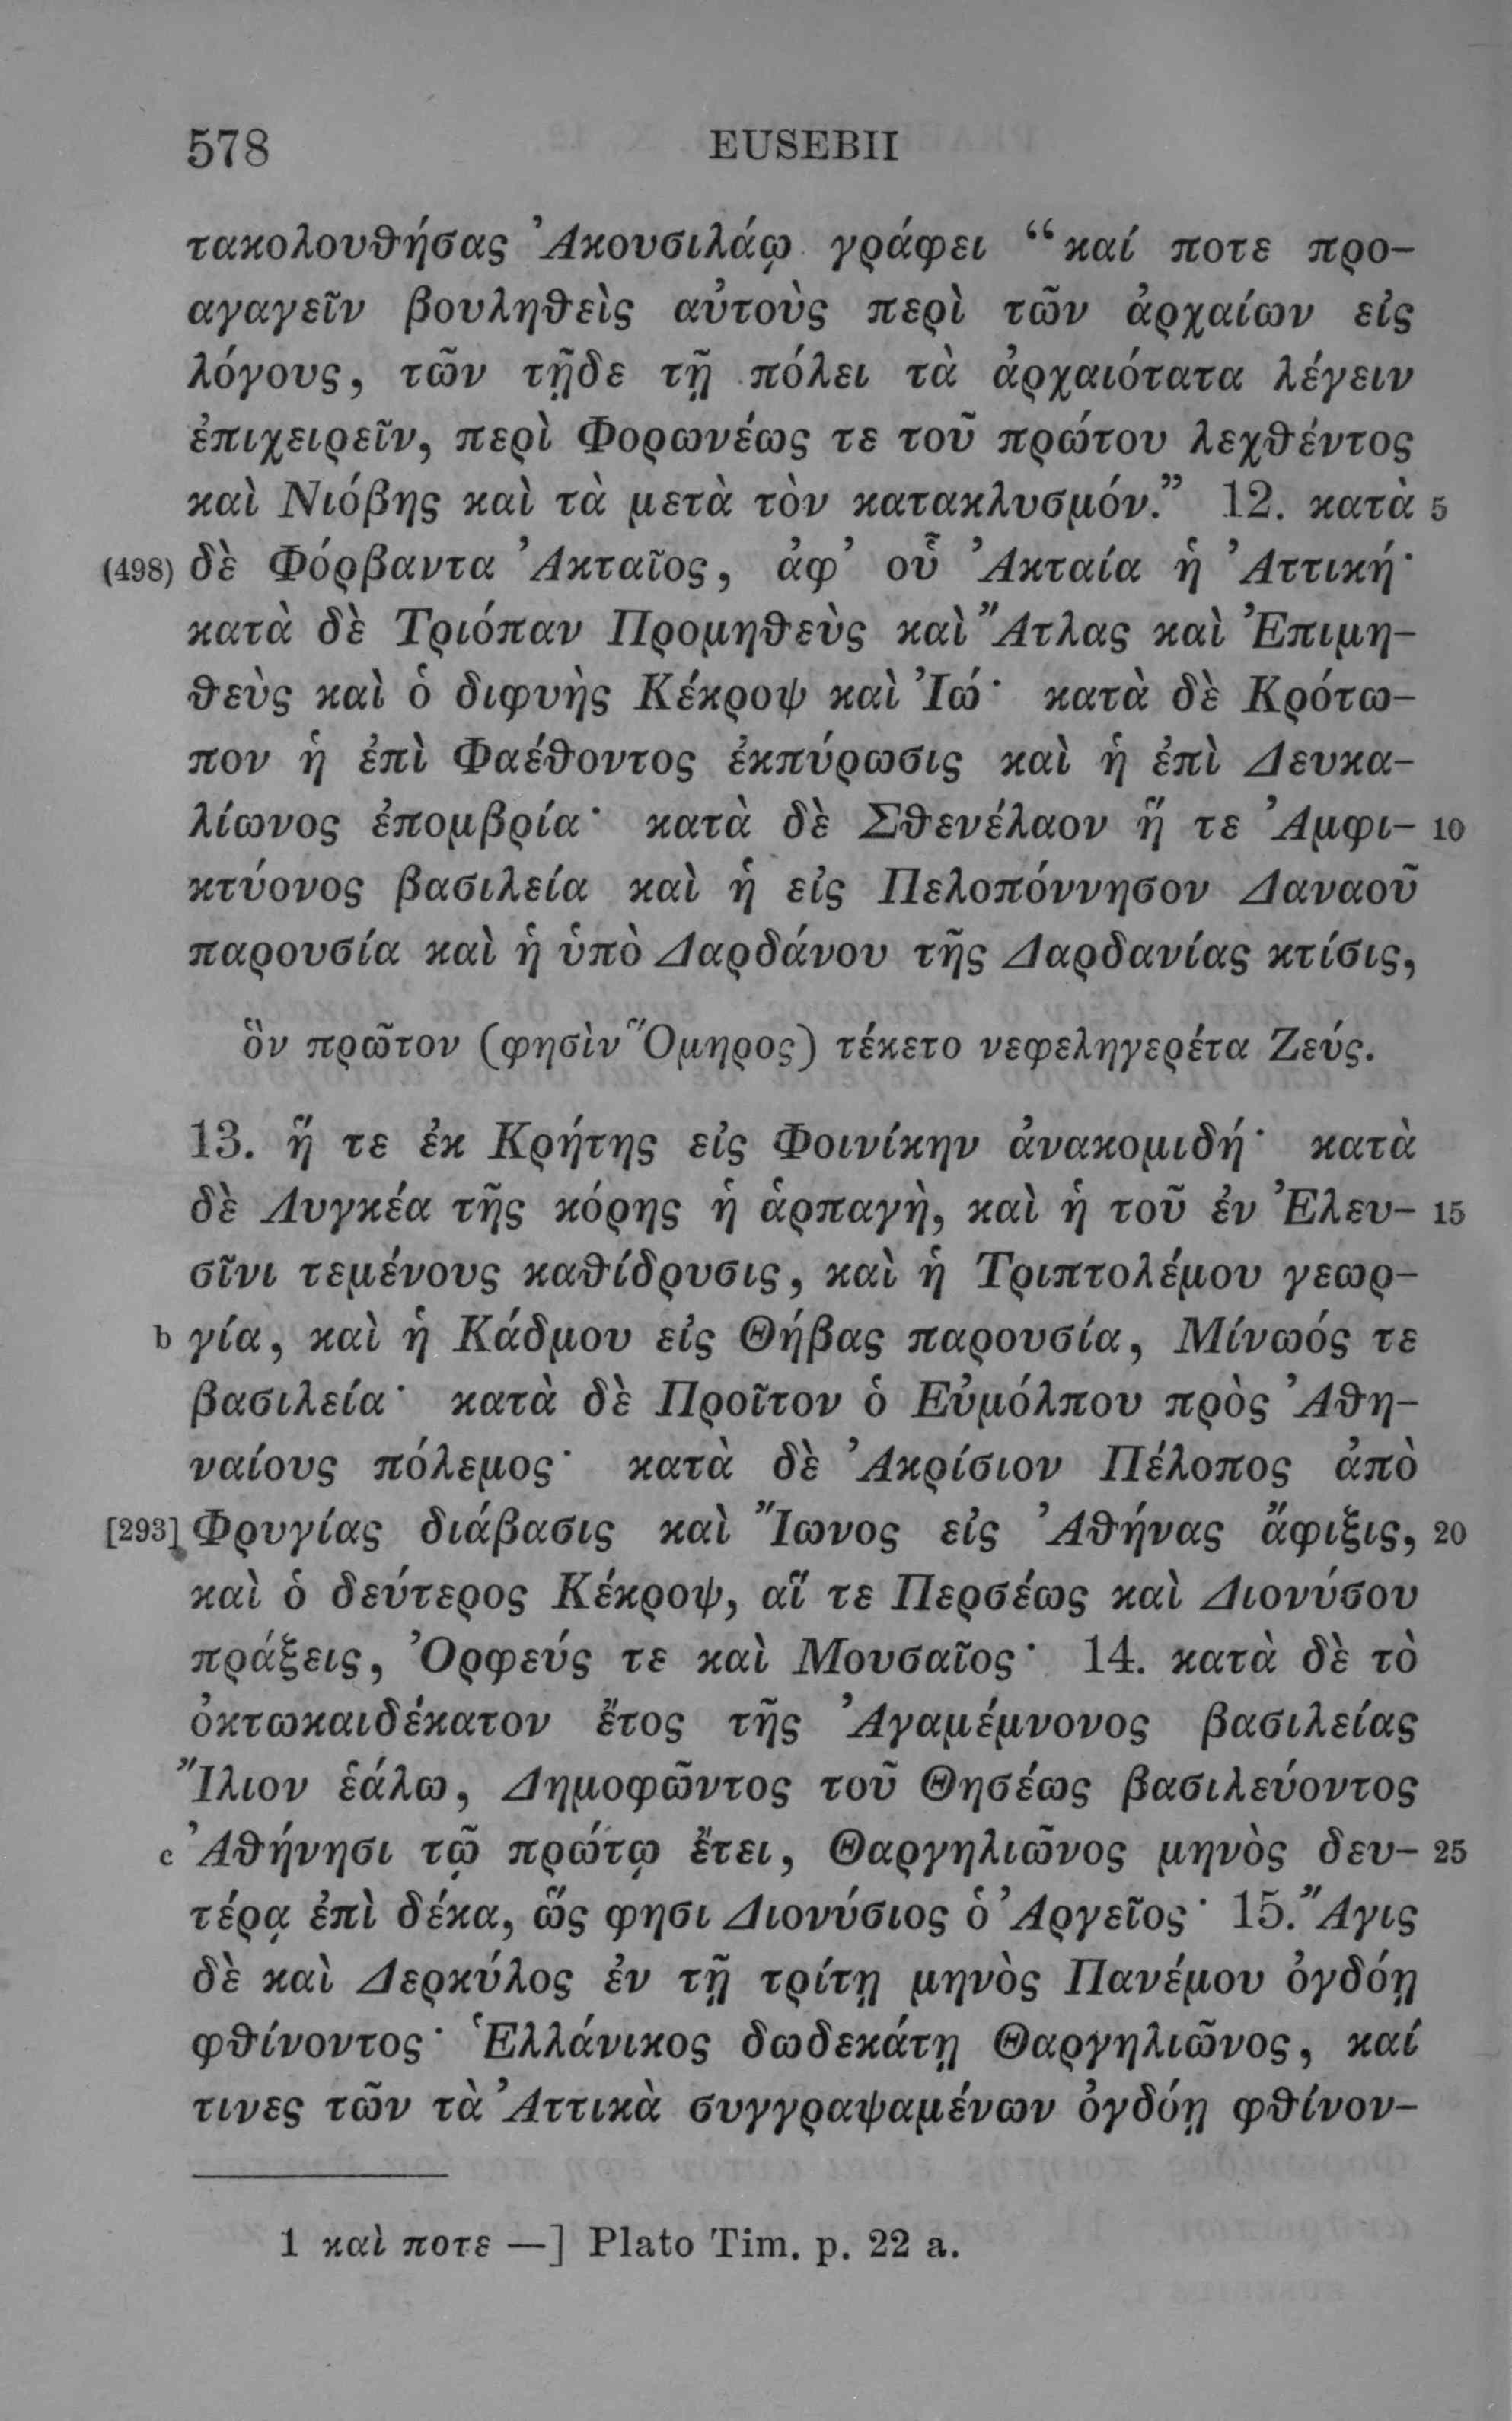 578 EUSEBII
τακολουθήσας Ἀκουσιλάῳ γράφει “καί ποτε προ-
αγαγεῖν βουληθεὶς αὐτοὺς περὶ τῶν ἀρχαίων εἰς
λόγους, τῶν τῇδε τῇ πόλει τὰ ἀρχαιότατα λέγειν
ἐπιχειρεῖν, περὶ Φορωνέως τε τοῦ πρώτου λεχθέντος
καὶ Νιόβης καὶ τὰ μετὰ τὸν κατακλυσμόν.” 12. κατὰ 5
(498) δὲ Φόρβαντα Ἀκταῖος, ἀφ’ οὗ Ἀκταία ἡ Ἀττική·
κατὰ δὲ Τριόπαν Προμηθεὺς καὶ Ἄτλας καὶ Ἐπιμη-
θεὺς καὶ ὁ διφυὴς Κέκροψ καὶ Ἰώ· κατὰ δὲ Κρότω-
πον ἡ ἐπὶ Φαέθοντος ἐκπύρωσις καὶ ἡ ἐπὶ Δευκα-
λίωνος ἐπομβρία· κατὰ δὲ Σθενέλαον ἥ τε Ἀμφι- 10
κτύονος βασιλεία καὶ ἡ εἰς Πελοπόννησον Δαναοῦ
παρουσία καὶ ἡ ὑπὸ Δαρδάνου τῆς Δαρδανίας κτίσις,
ὃν πρῶτον (φησὶν Ὅμηρος) τέκετο νεφεληγερέτα Ζεύς.
13. ἥ τε ἐκ Κρήτης εἰς Φοινίκην ἀνακομιδή· κατὰ
δὲ Λυγκέα τῆς κόρης ἡ ἁρπαγὴ, καὶ ἡ τοῦ ἐν Ἐλευ- 15
σῖνι τεμένους καθίδρυσις, καὶ ἡ Τριπτολέμου γεωρ-
b γία, καὶ ἡ Κάδμου εἰς Θήβας παρουσία, Μίνωός τε
βασιλεία· κατὰ δὲ Προῖτον ὁ Εὐμόλπου πρὸς Ἀθη-
ναίους πόλεμος· κατὰ δὲ Ἀκρίσιον Πέλοπος ἀπὸ
[293] Φρυγίας διάβασις καὶ Ἴωνος εἰς Ἀθήνας ἄφιξις, 20
καὶ ὁ δεύτερος Κέκροψ, αἵ τε Περσέως καὶ Διονύσου
πράξεις, Ὀρφεύς τε καὶ Μουσαῖος· 14. κατὰ δὲ τὸ
ὀκτωκαιδέκατον ἔτος τῆς Ἀγαμέμνονος βασιλείας
Ἴλιον ἑάλω, Δημοφῶντος τοῦ Θησέως βασιλεύοντος
c Ἀθήνησι τῷ πρώτῳ ἔτει, Θαργηλιῶνος μηνὸς δευ- 25
τέρᾳ ἐπὶ δέκα, ὥς φησι Διονύσιος ὁ Ἀργεῖος· 15. Ἄγις
δὲ καὶ Δερκύλος ἐν τῇ τρίτῃ μηνὸς Πανέμου ὀγδόῃ
φθίνοντος· Ἑλλάνικος δωδεκάτῃ Θαργηλιῶνος, καί
τινες τῶν τὰ Ἀττικὰ συγγραψαμένων ὀγδόῃ φθίνον-
1 καὶ ποτε —] Plato Tim. p. 22 a.